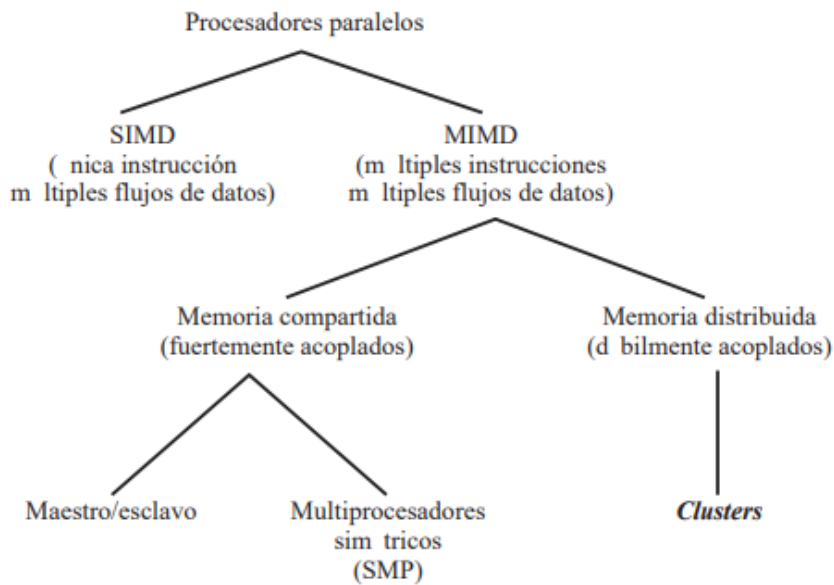 Procesadores paralelos
SIMD
( nica instrucción
m ltiples flujos de datos)
MIMD
(m ltiples instrucciones
m ltiples flujos de datos)
Memoria compartida
(fuertemente acoplados)
Memoria distribuida
(d bilmente acoplados)
Maestro/esclavo
Multiprocesadores
sim tricos
(SMP)
Clusters